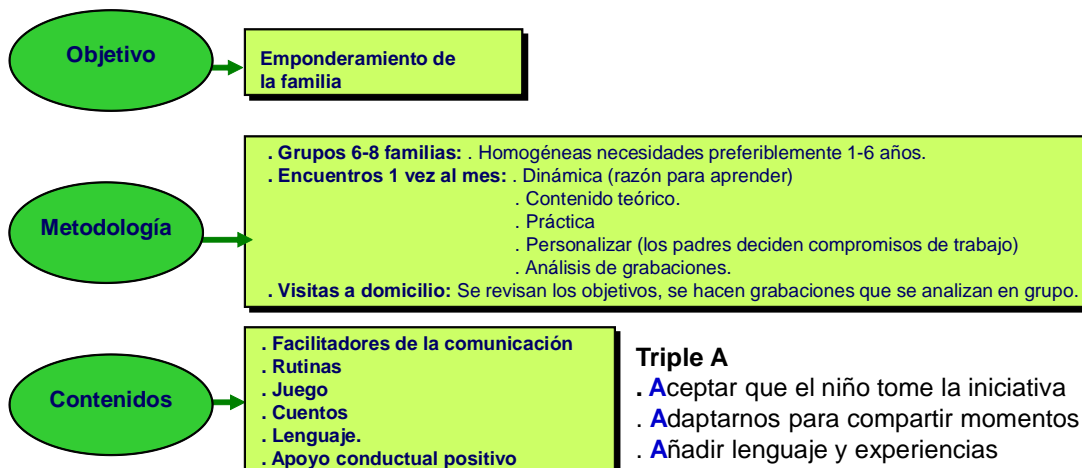 Objetivo
Emponderamiento de
la familia
Metodología
. Grupos 6-8 familias: . Homogéneas necesidades preferiblemente 1-6 años.
. Encuentros 1 vez al mes: . Dinámica (razón para aprender)
. Contenido teórico.
. Práctica
. Personalizar (los padres deciden compromisos de trabajo)
. Análisis de grabaciones.
. Visitas a domicilio: Se revisan los objetivos, se hacen grabaciones que se analizan en grupo.
Contenidos
. Facilitadores de la comunicación
. Rutinas
. Juego
. Cuentos
. Lenguaje.
. Apoyo conductual positivo
Triple A
. Aceptar que el niño tome la iniciativa
. Adaptarnos para compartir momentos
. Añadir lenguaje y experiencias